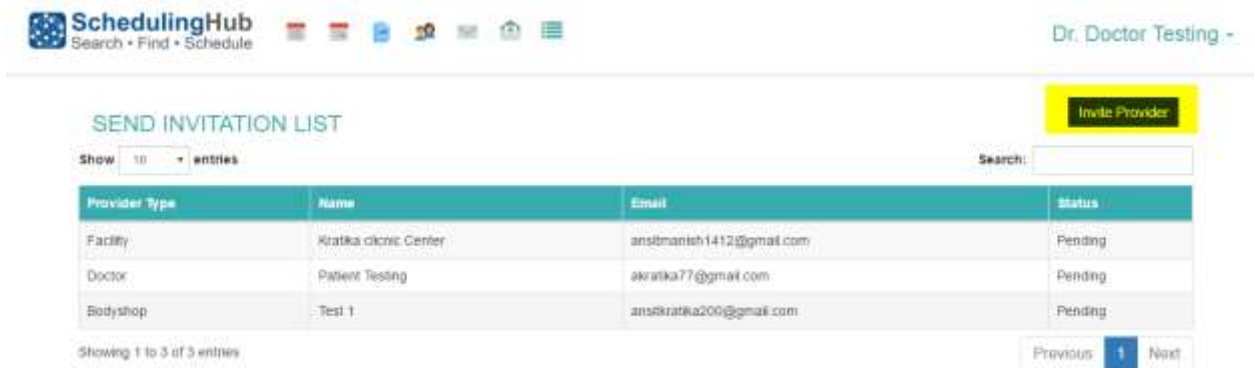 SchedulingHub
Search • Find • Schedule
Dr. Doctor Testing
Invite Provider
SEND INVITATION LIST
Show 10 entries Search:
Provider Type Name Email Status
Facility Kratika clicnic Center ansitmanish1412@gmail.com Pending
Doctor Patient Testing akratika77@gmail.com Pending
Bodyshop Test 1 ansitkratika200@gmail.com Pending
Showing 1 to 3 of 3 entries Previous 1 Next